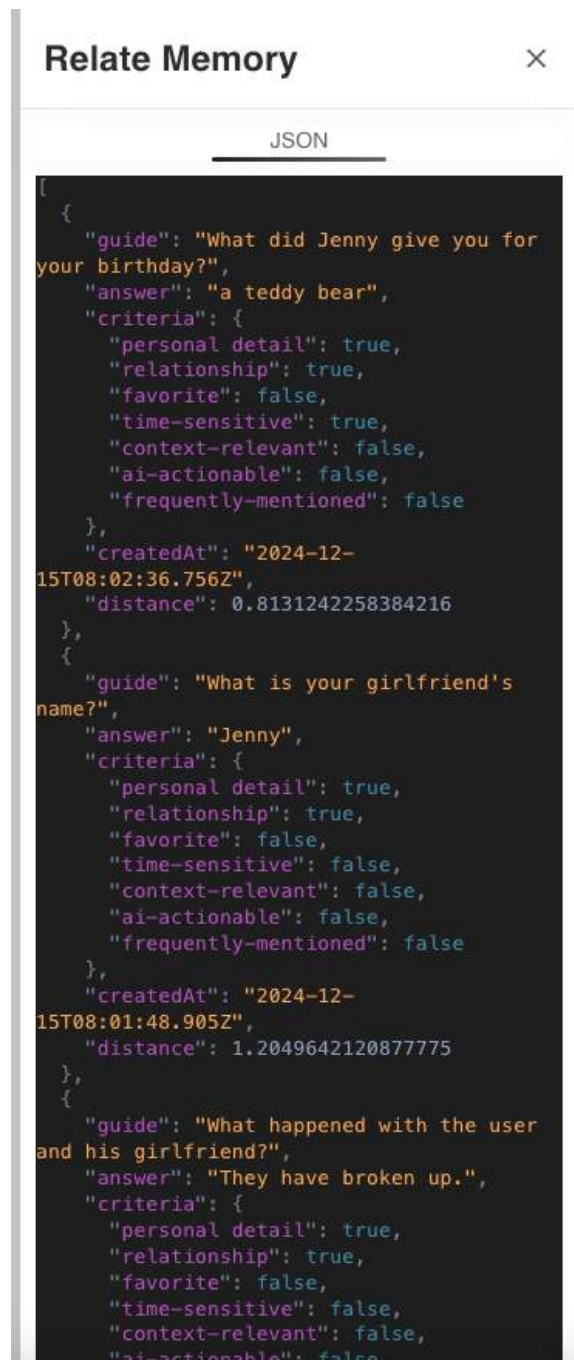 Relate Memory ×
JSON
[
  {
    "guide": "What did Jenny give you for
your birthday?",
    "answer": "a teddy bear",
    "criteria": {
      "personal detail": true,
      "relationship": true,
      "favorite": false,
      "time-sensitive": true,
      "context-relevant": false,
      "ai-actionable": false,
      "frequently-mentioned": false
    },
    "createdAt": "2024-12-
15T08:02:36.756Z",
    "distance": 0.8131242258384216
  },
  {
    "guide": "What is your girlfriend's
name?",
    "answer": "Jenny",
    "criteria": {
      "personal detail": true,
      "relationship": true,
      "favorite": false,
      "time-sensitive": false,
      "context-relevant": false,
      "ai-actionable": false,
      "frequently-mentioned": false
    },
    "createdAt": "2024-12-
15T08:01:48.905Z",
    "distance": 1.2049642120877775
  },
  {
    "guide": "What happened with the user
and his girlfriend?",
    "answer": "They have broken up.",
    "criteria": {
      "personal detail": true,
      "relationship": true,
      "favorite": false,
      "time-sensitive": false,
      "context-relevant": false,
      "ai-actionable": false